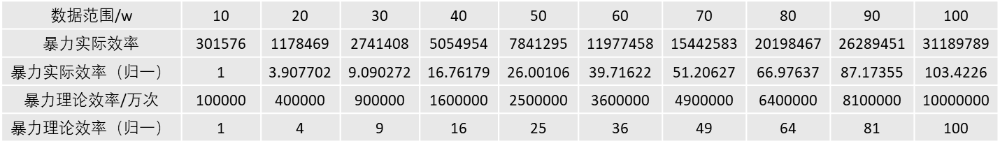 数据范围/w 10 20 30 40 50 60 70 80 90 100
暴力实际效率 301576 1178469 2741408 5054954 7841295 11977458 15442583 20198467 26289451 31189789
暴力实际效率（归一） 1 3.907702 9.090272 16.76179 26.00106 39.71622 51.20627 66.97637 87.17355 103.4226
暴力理论效率/万次 100000 400000 900000 1600000 2500000 3600000 4900000 6400000 8100000 10000000
暴力理论效率（归一） 1 4 9 16 25 36 49 64 81 100